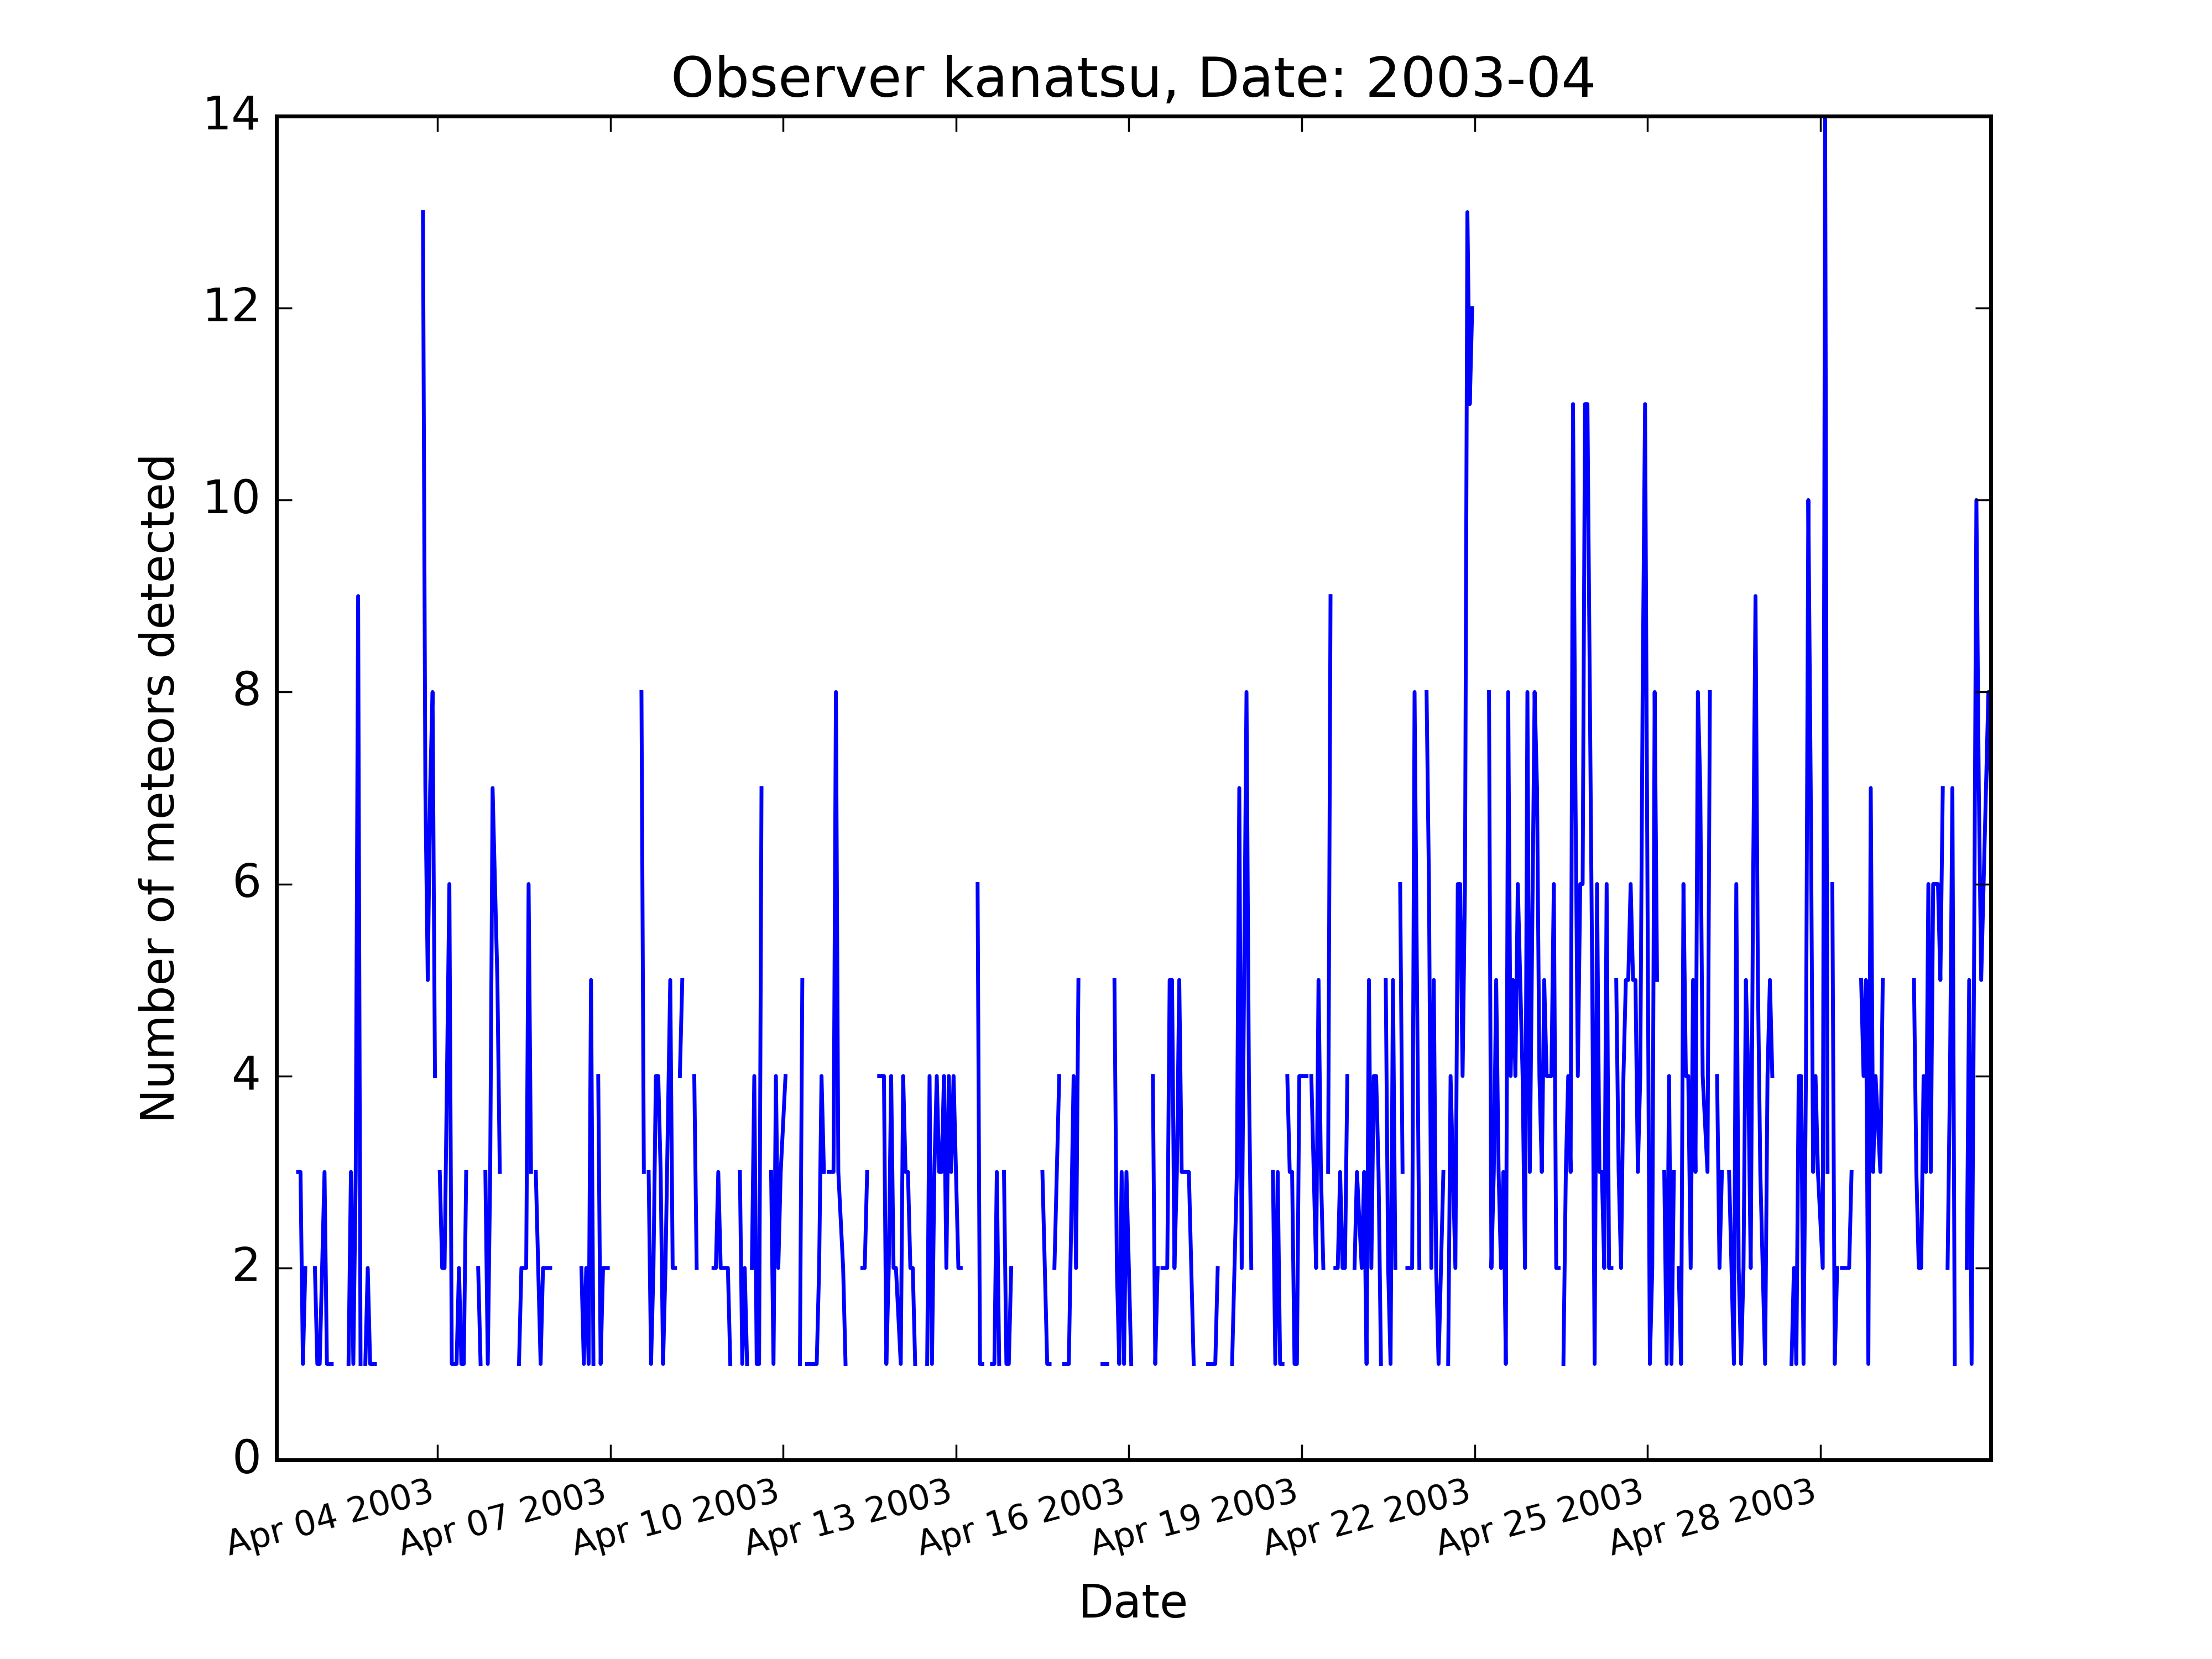 Observer kanatsu, Date: 2003-04
Number of meteors detected
14
12
10
8
6
4
2
0
Apr 04 2003
Apr 07 2003
Apr 10 2003
Apr 13 2003
Apr 16 2003
Apr 19 2003
Apr 22 2003
Apr 25 2003
Apr 28 2003
Date